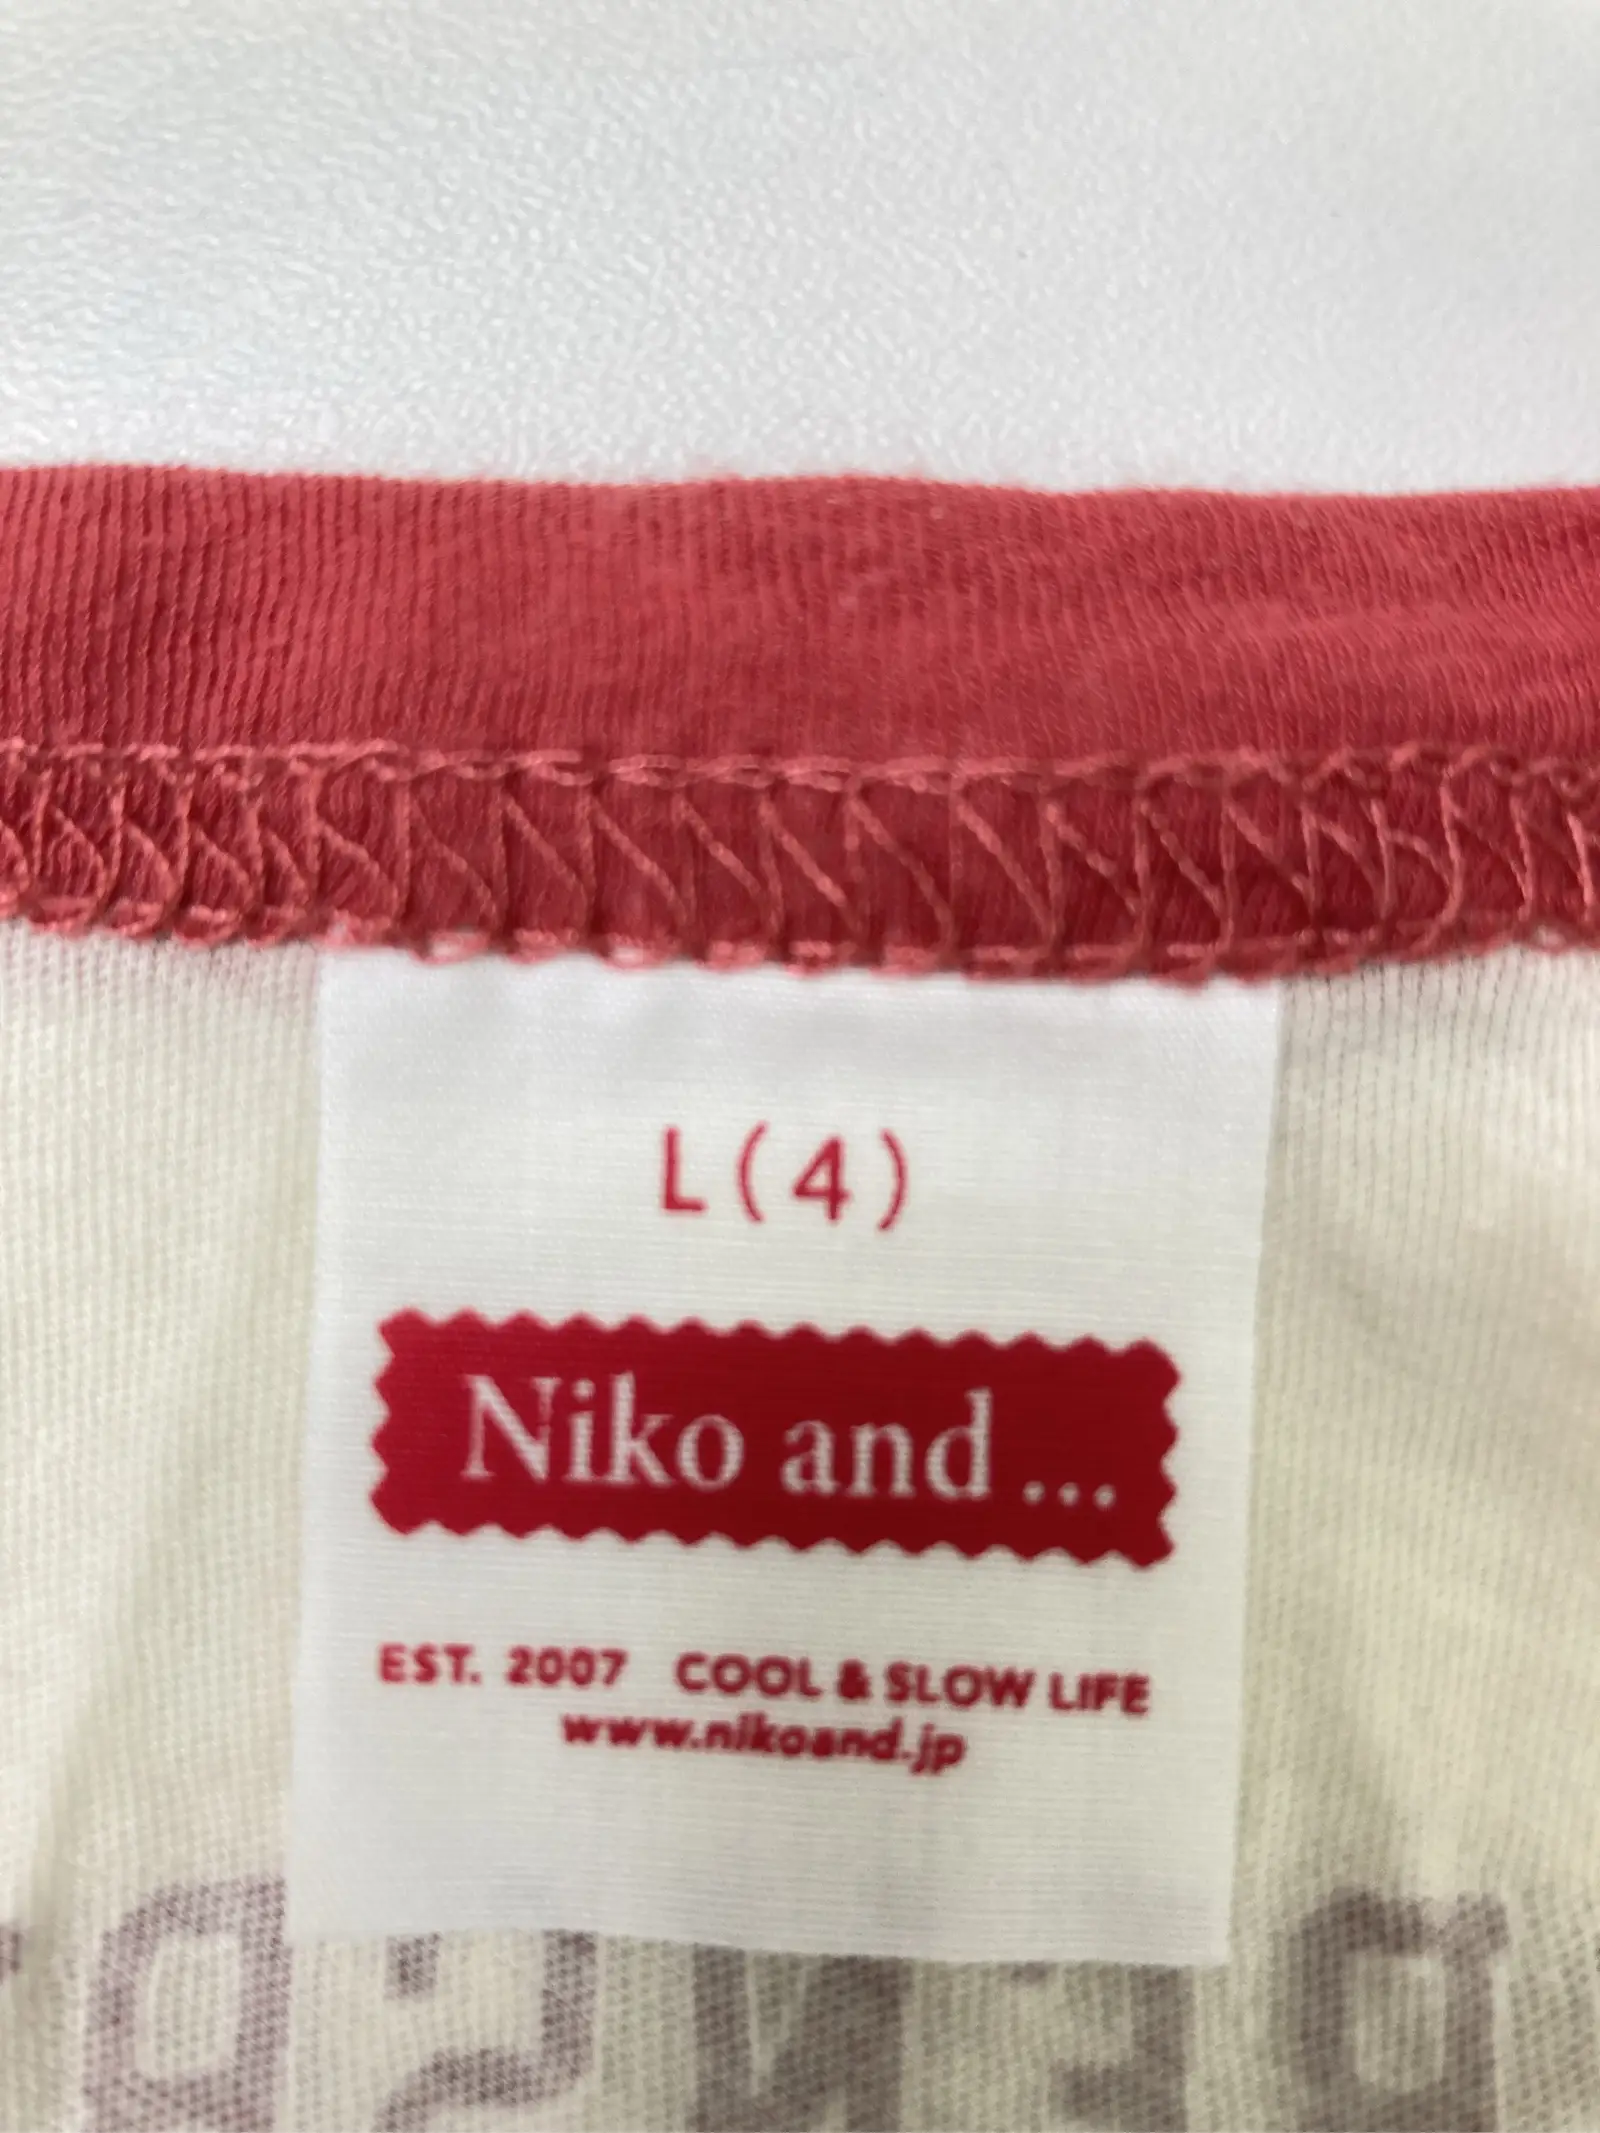 L(4)
Niko and ...
EST. 2007 COOL & SLOW LIFE
www.nikoand.jp